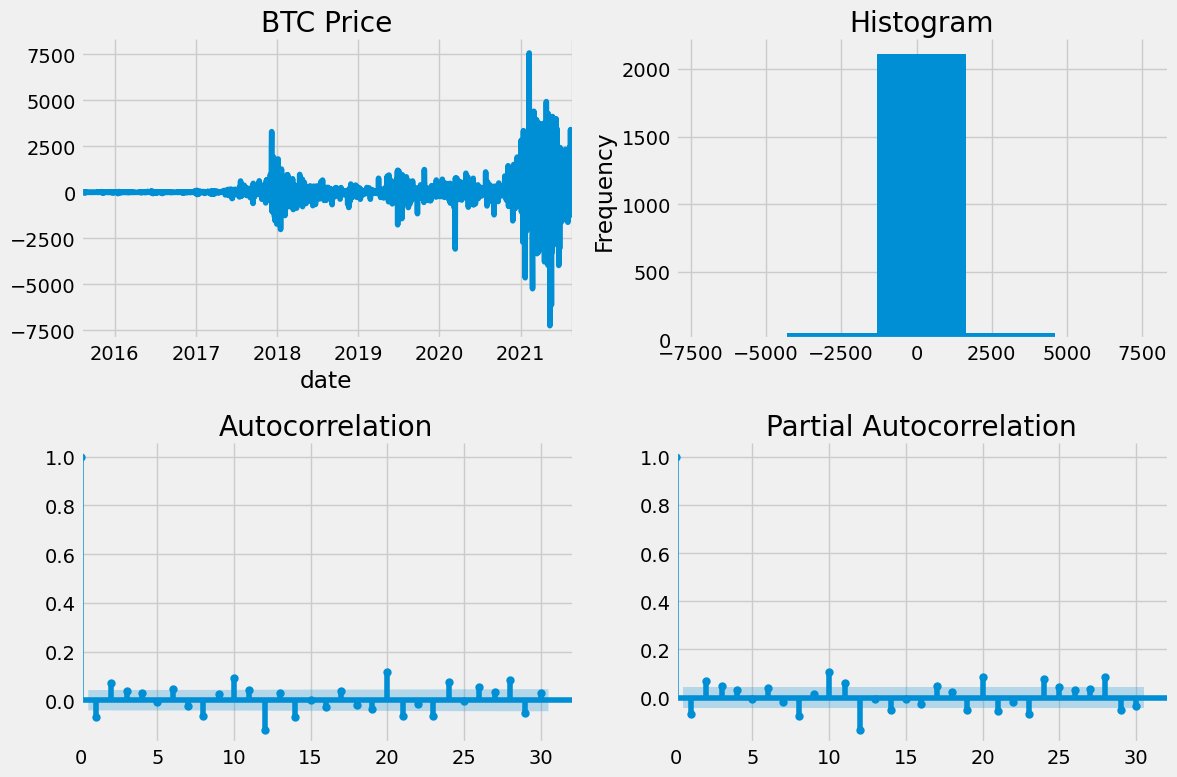 BTC Price
7500
5000
2500
0
−2500
−5000
−7500
2016 2017 2018 2019 2020 2021
date
Histogram
Frequency
2000
1500
1000
500
0
−7500 −5000 −2500 0 2500 5000 7500
Autocorrelation
1.0
0.8
0.6
0.4
0.2
0.0
0 5 10 15 20 25 30
Partial Autocorrelation
1.0
0.8
0.6
0.4
0.2
0.0
0 5 10 15 20 25 30